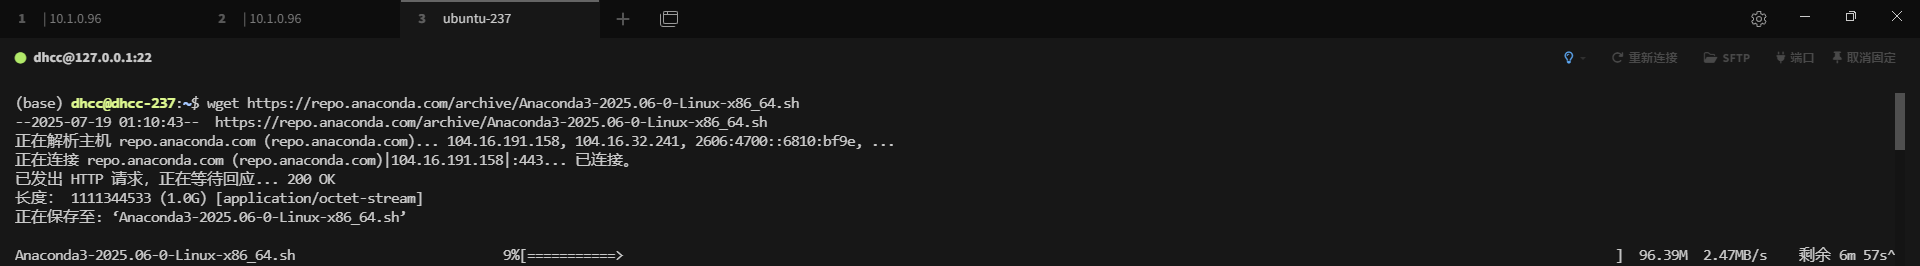 1 | 10.1.0.96 2 | 10.1.0.96 3 ubuntu-237
dhcc@127.0.0.1:22 重新连接 SFTP 端口 取消固定
(base) dhcc@dhcc-237:~$ wget https://repo.anaconda.com/archive/Anaconda3-2025.06-0-Linux-x86_64.sh
--2025-07-19 01:10:43-- https://repo.anaconda.com/archive/Anaconda3-2025.06-0-Linux-x86_64.sh
正在解析主机 repo.anaconda.com (repo.anaconda.com)... 104.16.191.158, 104.16.32.241, 2606:4700::6810:bf9e, ...
正在连接 repo.anaconda.com (repo.anaconda.com)|104.16.191.158|:443... 已连接。
已发出 HTTP 请求，正在等待回应... 200 OK
长度： 1111344533 (1.0G) [application/octet-stream]
正在保存至: ‘Anaconda3-2025.06-0-Linux-x86_64.sh’
Anaconda3-2025.06-0-Linux-x86_64.sh 9%[===========> ] 96.39M 2.47MB/s 剩余 6m 57s^